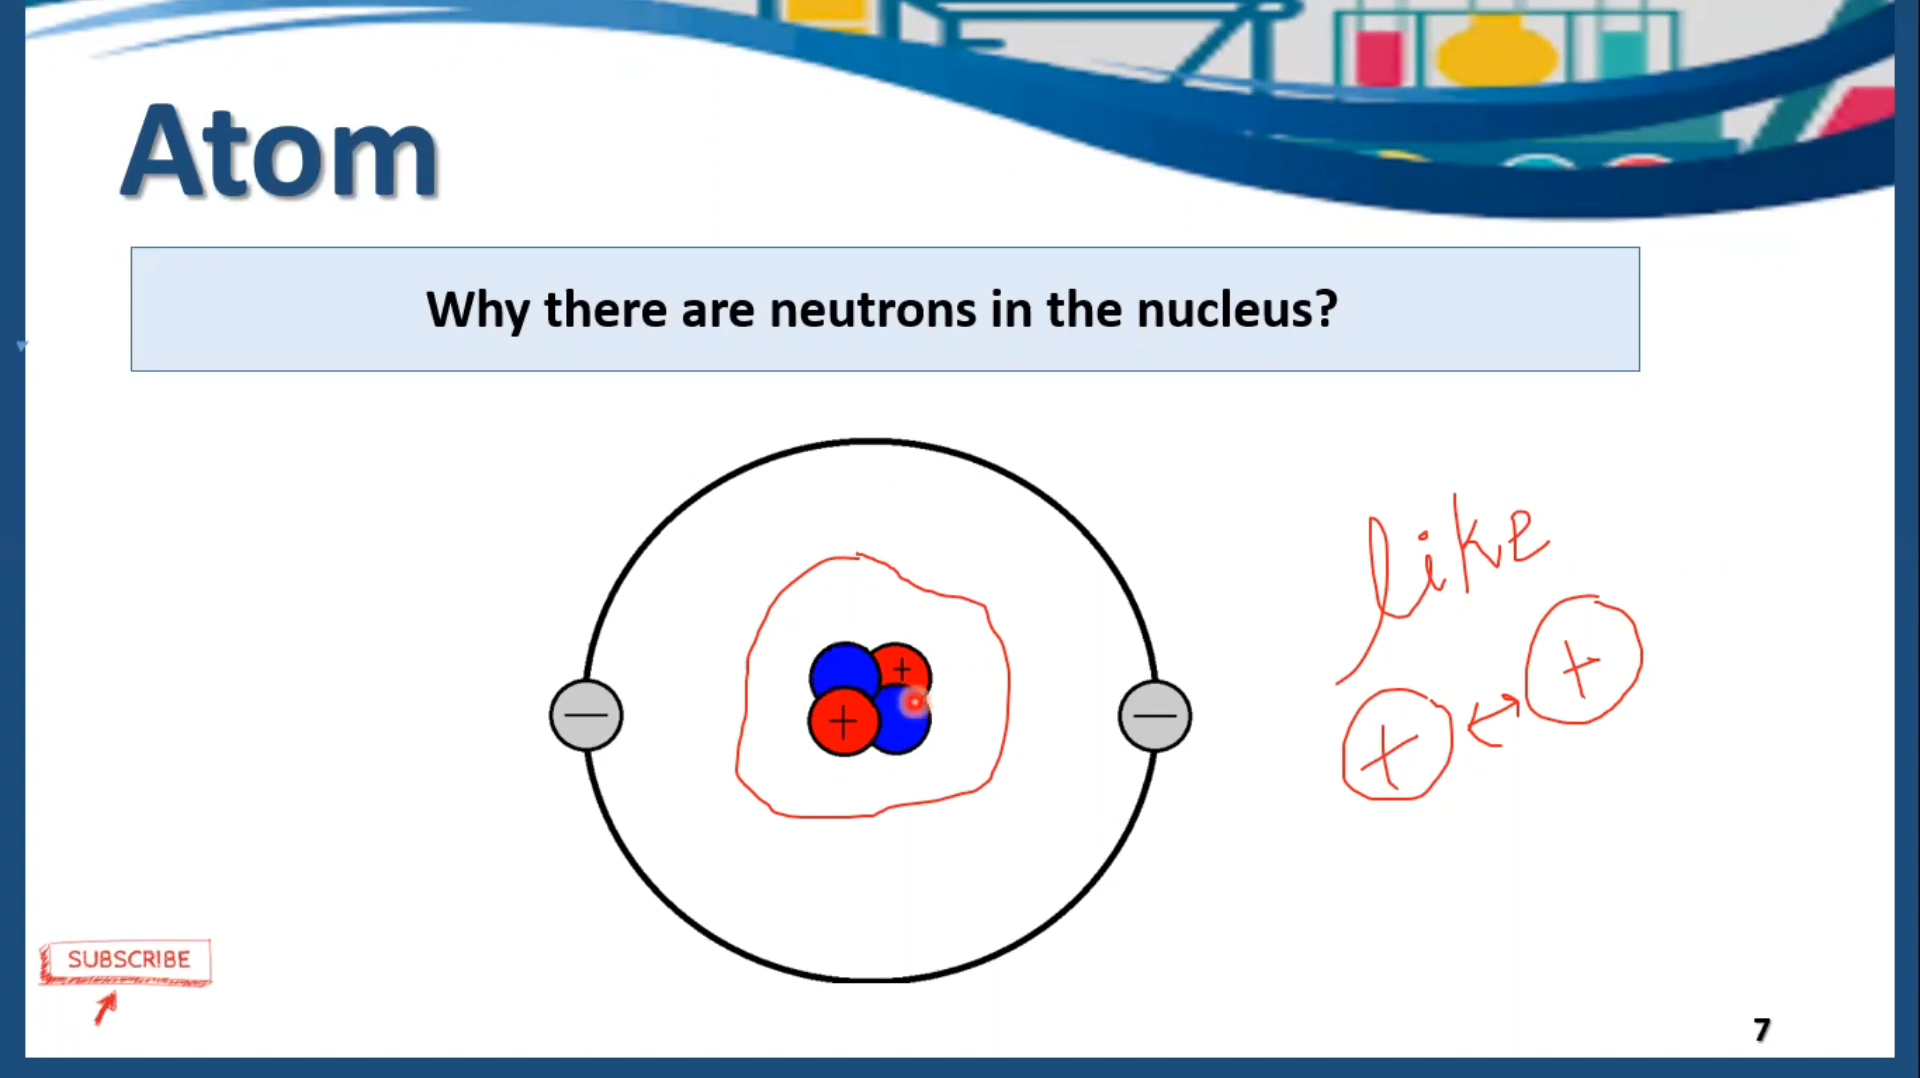 Atom
Why there are neutrons in the nucleus?
like
+
+
+
+
−
−
SUBSCRIBE
7